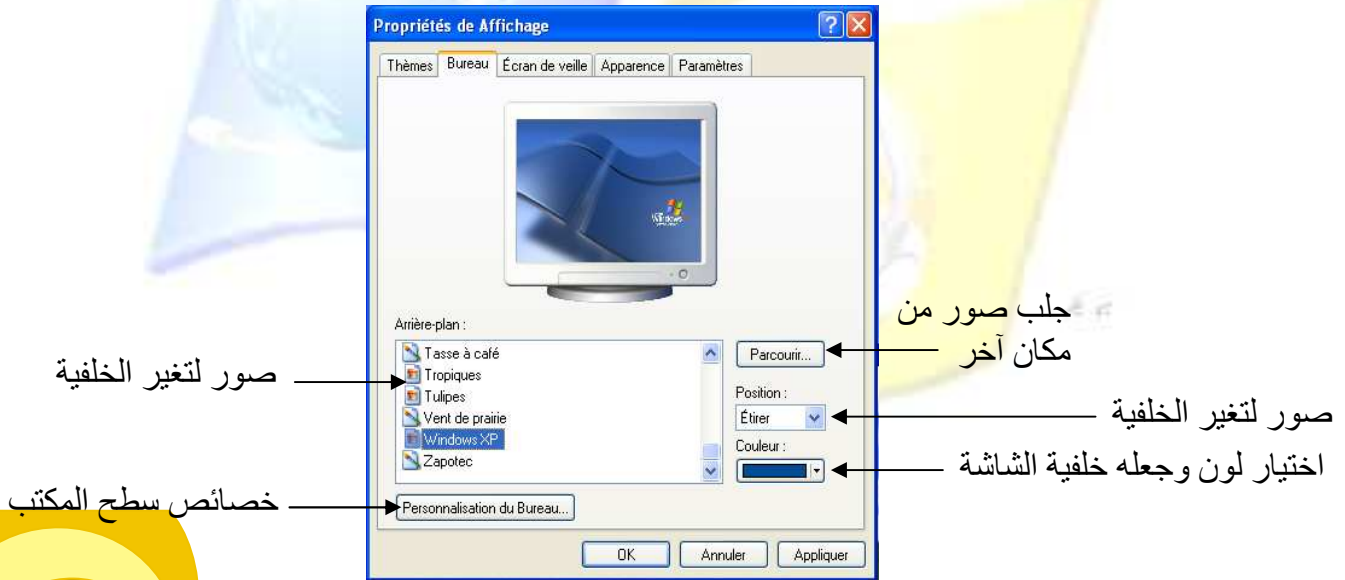 Propriétés de Affichage
Thèmes Bureau Écran de veille Apparence Paramètres
Windows
Arrière-plan :
Tasse à café
Tropiques
Tulipes
Vent de prairie
Windows XP
Zapotec
Parcourir...
Position :
Étirer
Couleur :
Personnalisation du Bureau...
OK Annuler Appliquer
جلب صور من
مكان آخر
صور لتغير الخلفية
صور لتغير الخلفية
اختيار لون وجعله خلفية الشاشة
خصائص سطح المكتب